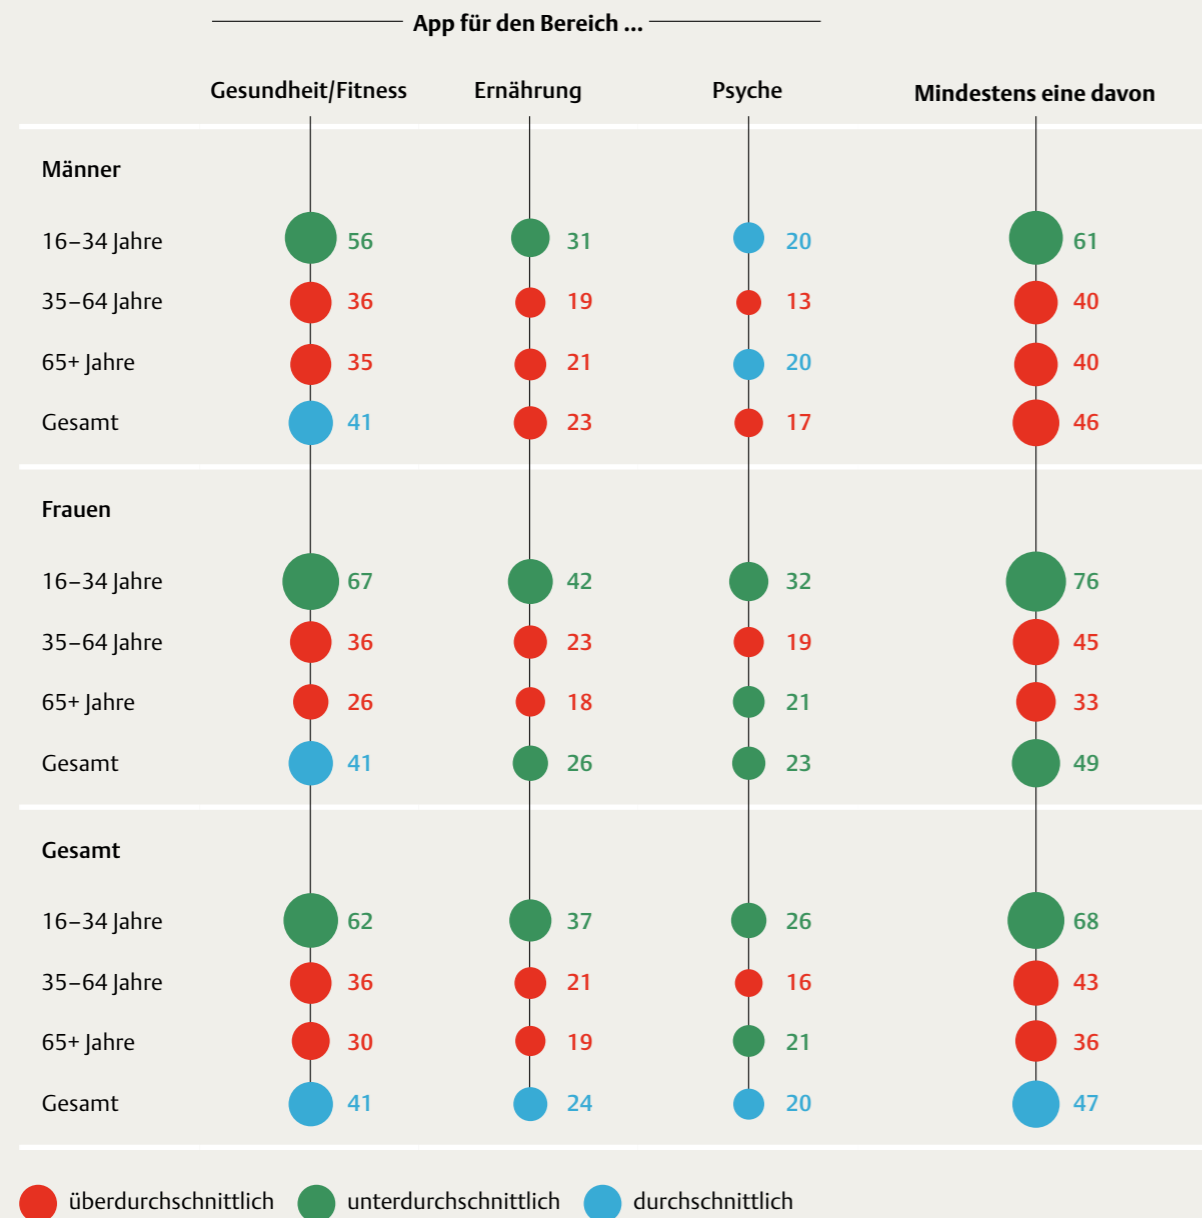 App für den Bereich ...
Gesundheit/Fitness Ernährung Psyche Mindestens eine davon
Männer
16–34 Jahre 56 31 20 61
35–64 Jahre 36 19 13 40
65+ Jahre 35 21 20 40
Gesamt 41 23 17 46
Frauen
16–34 Jahre 67 42 32 76
35–64 Jahre 36 23 19 45
65+ Jahre 26 18 21 33
Gesamt 41 26 23 49
Gesamt
16–34 Jahre 62 37 26 68
35–64 Jahre 36 21 16 43
65+ Jahre 30 19 21 36
Gesamt 41 24 20 47
überdurchschnittlich unterdurchschnittlich durchschnittlich